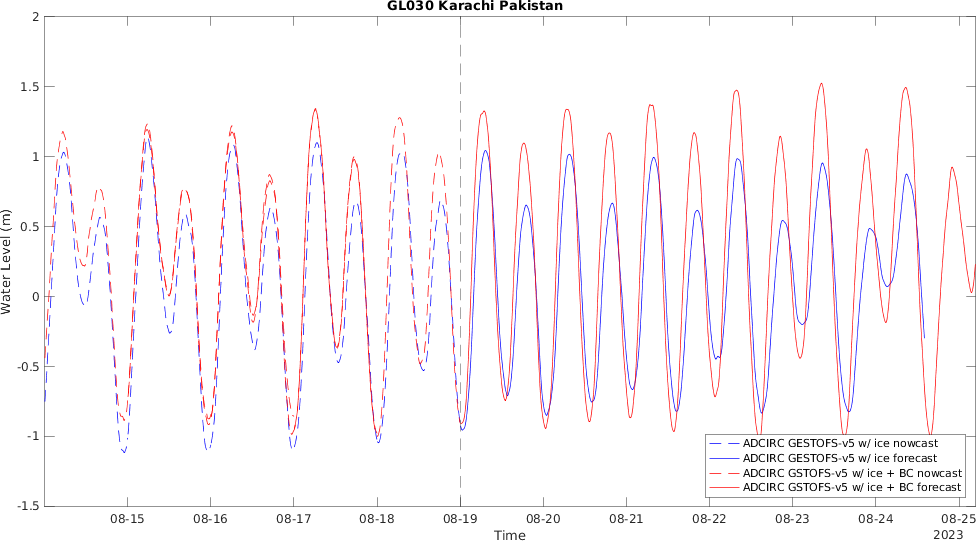 GL030 Karachi Pakistan
2
1.5
1
0.5
0
-0.5
-1
-1.5
Water Level (m)
ADCIRC GESTOFS-v5 w/ ice nowcast
ADCIRC GESTOFS-v5 w/ ice forecast
ADCIRC GSTOFS-v5 w/ ice + BC nowcast
ADCIRC GSTOFS-v5 w/ ice + BC forecast
08-15 08-16 08-17 08-18 08-19 08-20 08-21 08-22 08-23 08-24 08-25
Time
2023